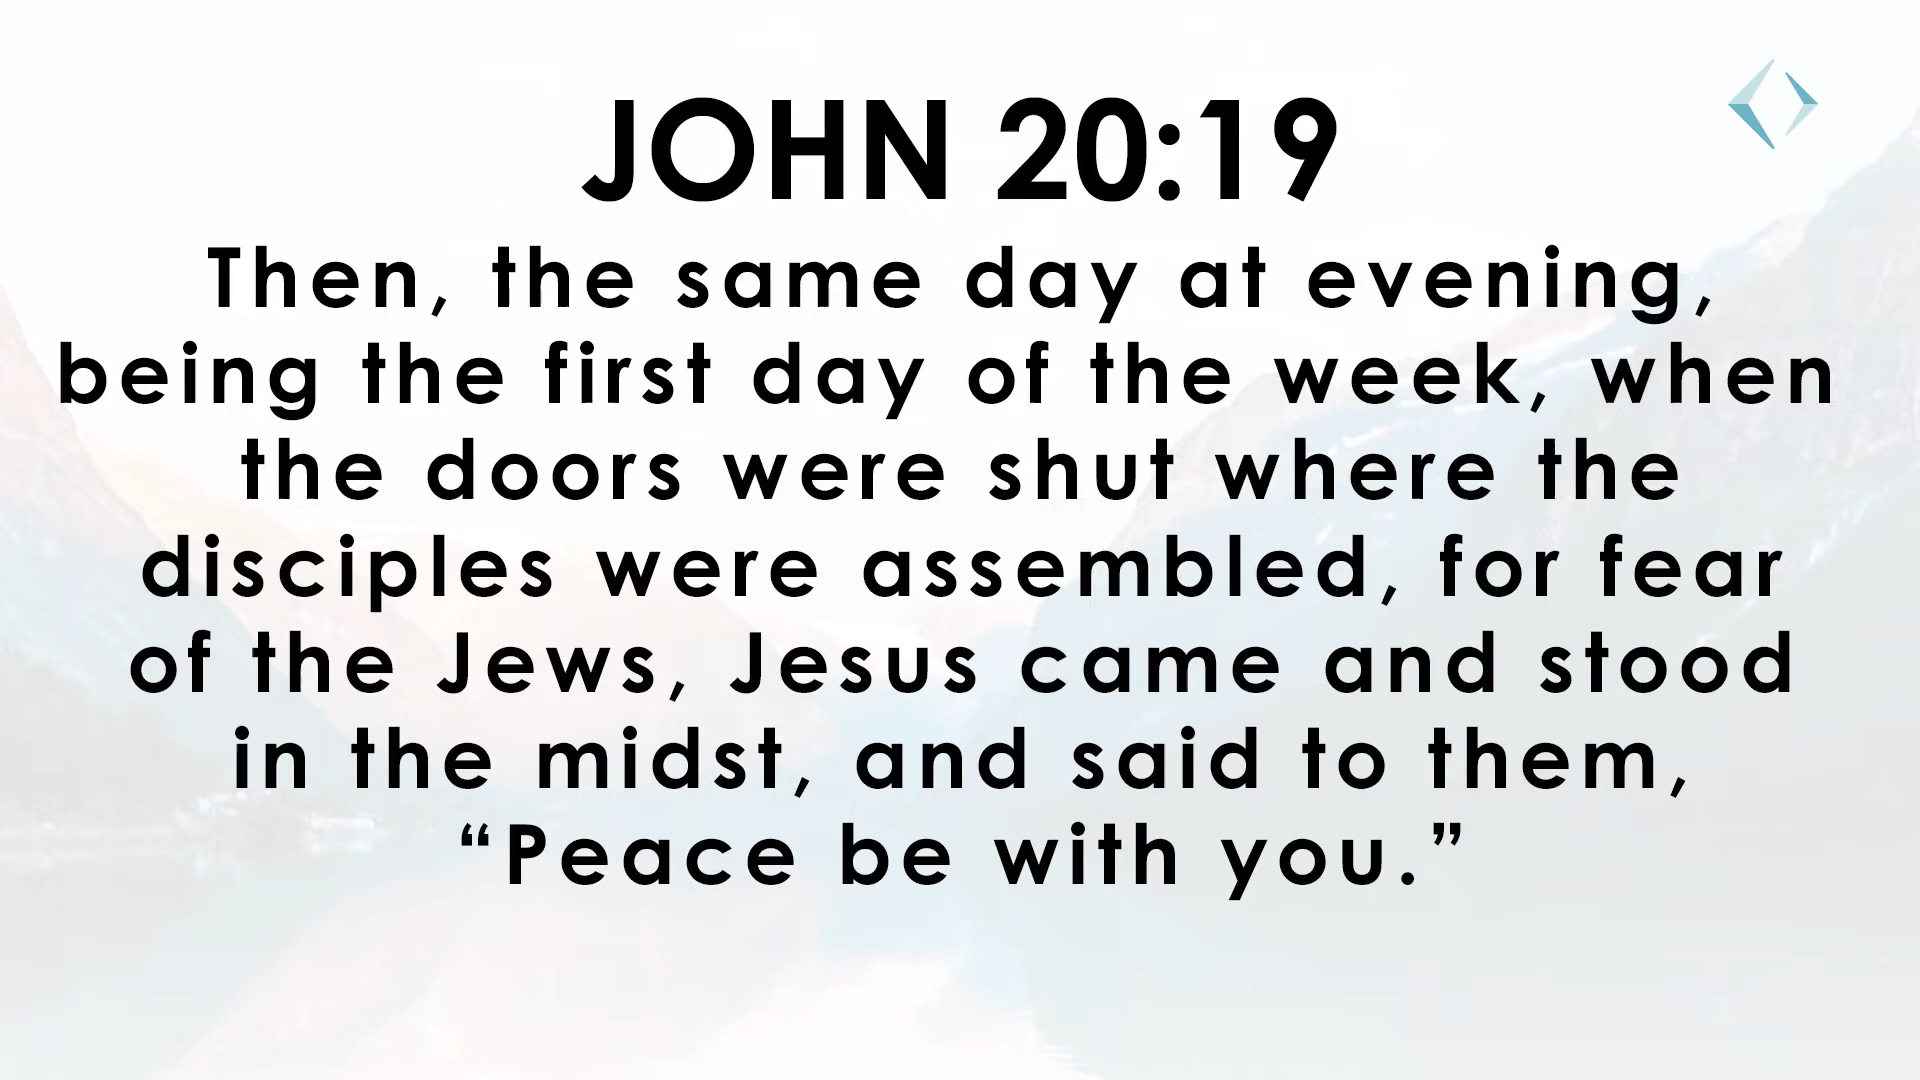 JOHN 20:19
Then, the same day at evening,
being the first day of the week, when
the doors were shut where the
disciples were assembled, for fear
of the Jews, Jesus came and stood
in the midst, and said to them,
“Peace be with you.”